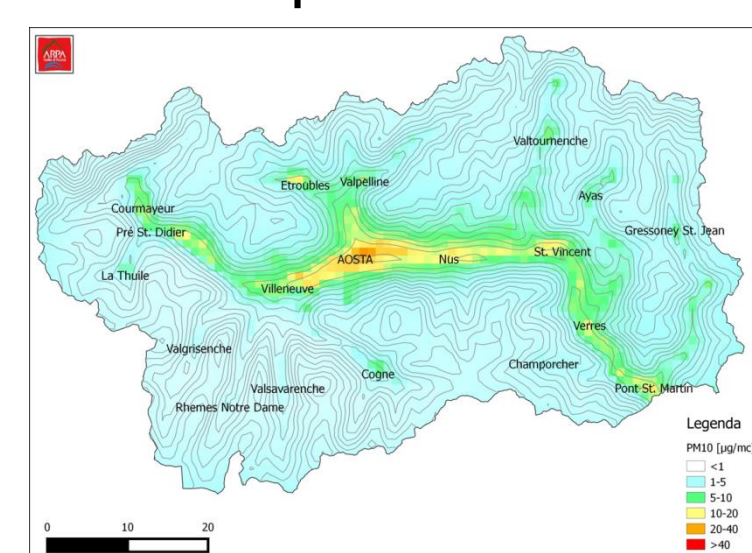 ARPA
Valtournenche
Etroubles
Valpelline
Ayas
Courmayeur
Gressoney St. Jean
Pré St. Didier
St. Vincent
AOSTA
Nus
La Thuile
Villeneuve
Verres
Valgrisenche
Champorcher
Cogne
Valsavarenche
Pont St. Martin
Rhemes Notre Dame
Legenda
PM10 [µg/mc
<1
1-5
5-10
10-20
20-40
>40
0 10 20